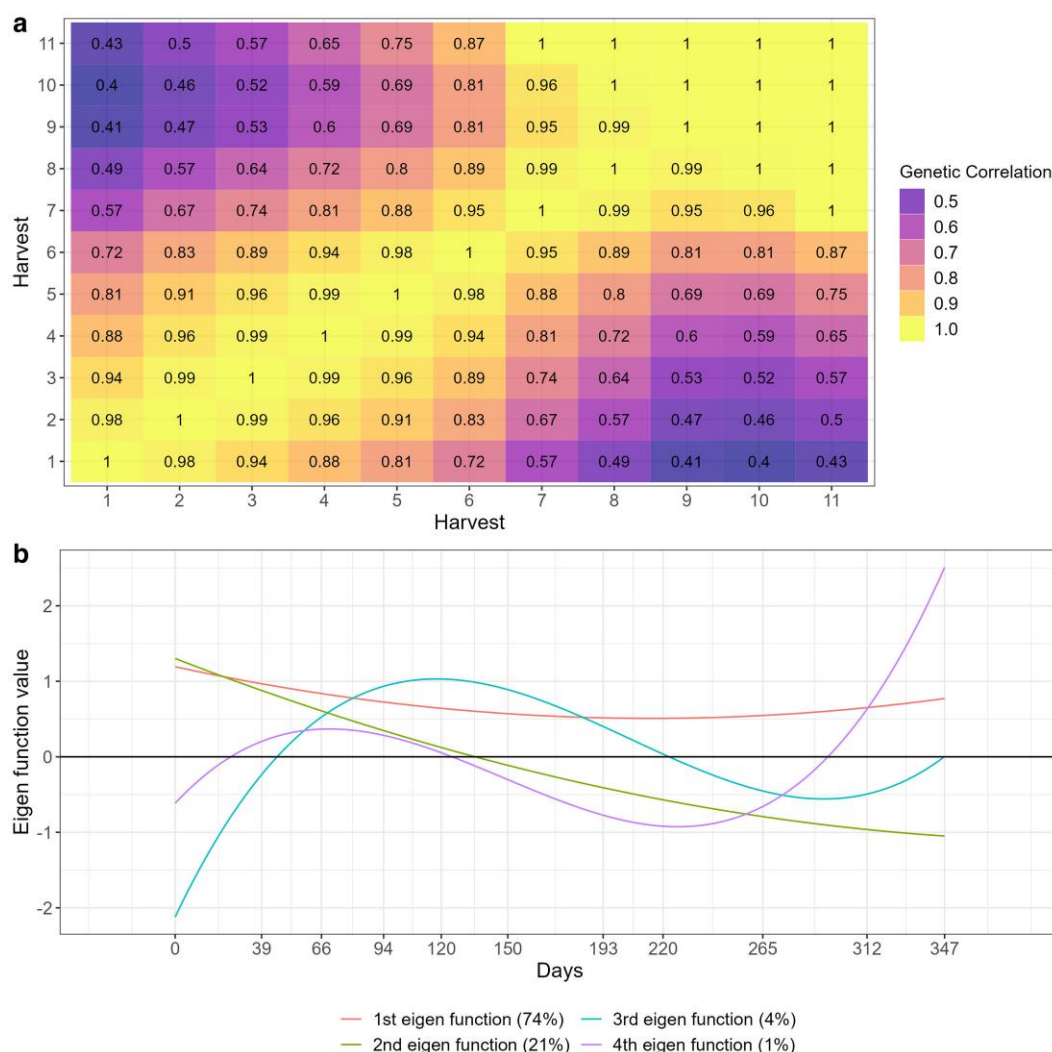 a
11 0.43 0.5 0.57 0.65 0.75 0.87 1 1 1 1 1
10 0.4 0.46 0.52 0.59 0.69 0.81 0.96 1 1 1 1
9 0.41 0.47 0.53 0.6 0.69 0.81 0.95 0.99 1 1 1
8 0.49 0.57 0.64 0.72 0.8 0.89 0.99 1 0.99 1 1
7 0.57 0.67 0.74 0.81 0.88 0.95 1 0.99 0.95 0.96 1
6 0.72 0.83 0.89 0.94 0.98 1 0.95 0.89 0.81 0.81 0.87
5 0.81 0.91 0.96 0.99 1 0.98 0.88 0.8 0.69 0.69 0.75
4 0.88 0.96 0.99 1 0.99 0.94 0.81 0.72 0.6 0.59 0.65
3 0.94 0.99 1 0.99 0.96 0.89 0.74 0.64 0.53 0.52 0.57
2 0.98 1 0.99 0.96 0.91 0.83 0.67 0.57 0.47 0.46 0.5
1 1 0.98 0.94 0.88 0.81 0.72 0.57 0.49 0.41 0.4 0.43
1 2 3 4 5 6 7 8 9 10 11
Harvest
Harvest
Genetic Correlation
0.5
0.6
0.7
0.8
0.9
1.0
b
Eigen function value
2
1
0
-1
-2
0 39 66 94 120 150 193 220 265 312 347
Days
1st eigen function (74%) 3rd eigen function (4%)
2nd eigen function (21%) 4th eigen function (1%)